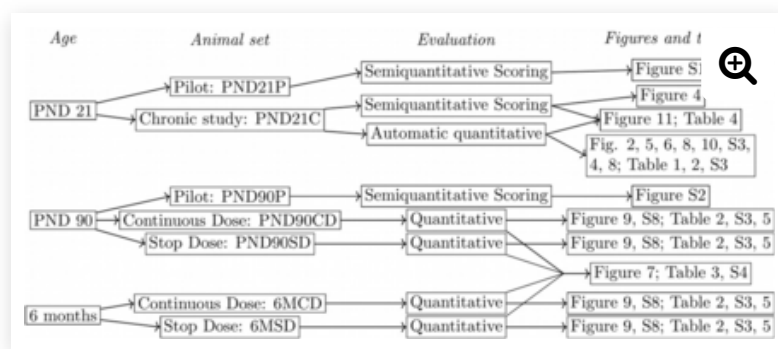 Age Animal set Evaluation Figures and t
Pilot: PND21P Semiquantitative Scoring Figure S1
PND 21 Chronic study: PND21C Semiquantitative Scoring Figure 4
Automatic quantitative Figure 11; Table 4
Fig. 2, 5, 6, 8, 10, S3,
4, 8; Table 1, 2, S3
Pilot: PND90P Semiquantitative Scoring Figure S2
PND 90 Continuous Dose: PND90CD Quantitative Figure 9, S8; Table 2, S3, 5
Stop Dose: PND90SD Quantitative Figure 9, S8; Table 2, S3, 5
Figure 7; Table 3, S4
6 months Continuous Dose: 6MCD Quantitative Figure 9, S8; Table 2, S3, 5
Stop Dose: 6MSD Quantitative Figure 9, S8; Table 2, S3, 5